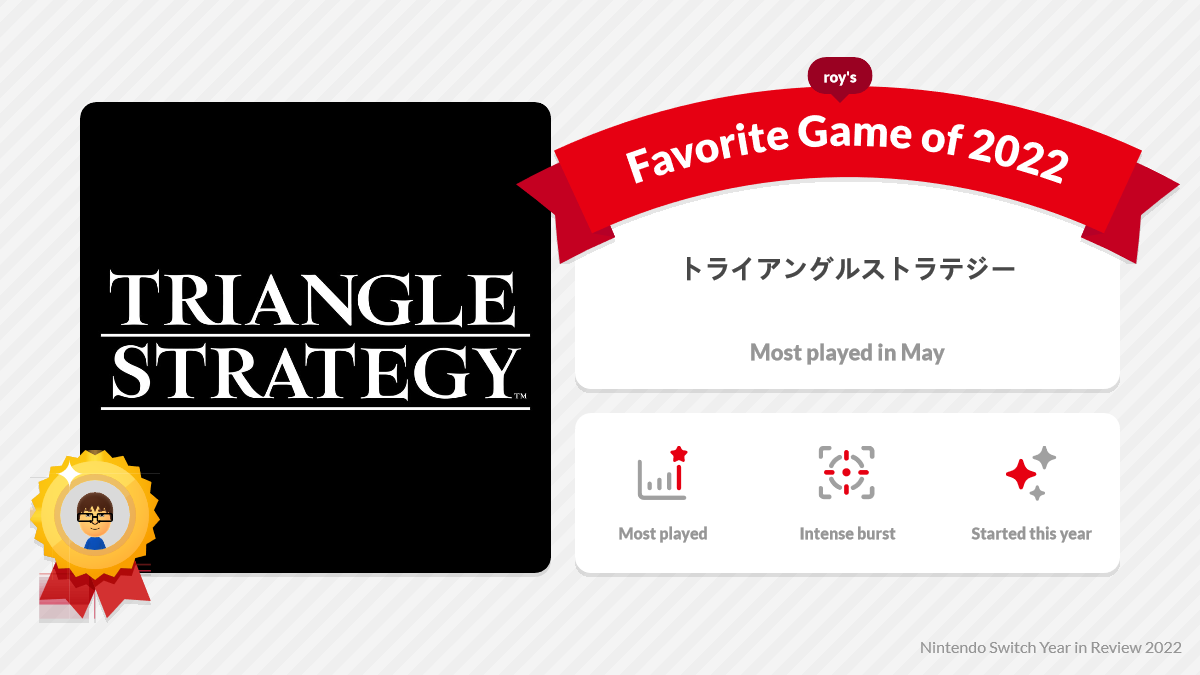 roy's
Favorite Game of 2022
TRIANGLE
STRATEGY™
トライアングルストラテジー
Most played in May
Most played
Intense burst
Started this year
Nintendo Switch Year in Review 2022